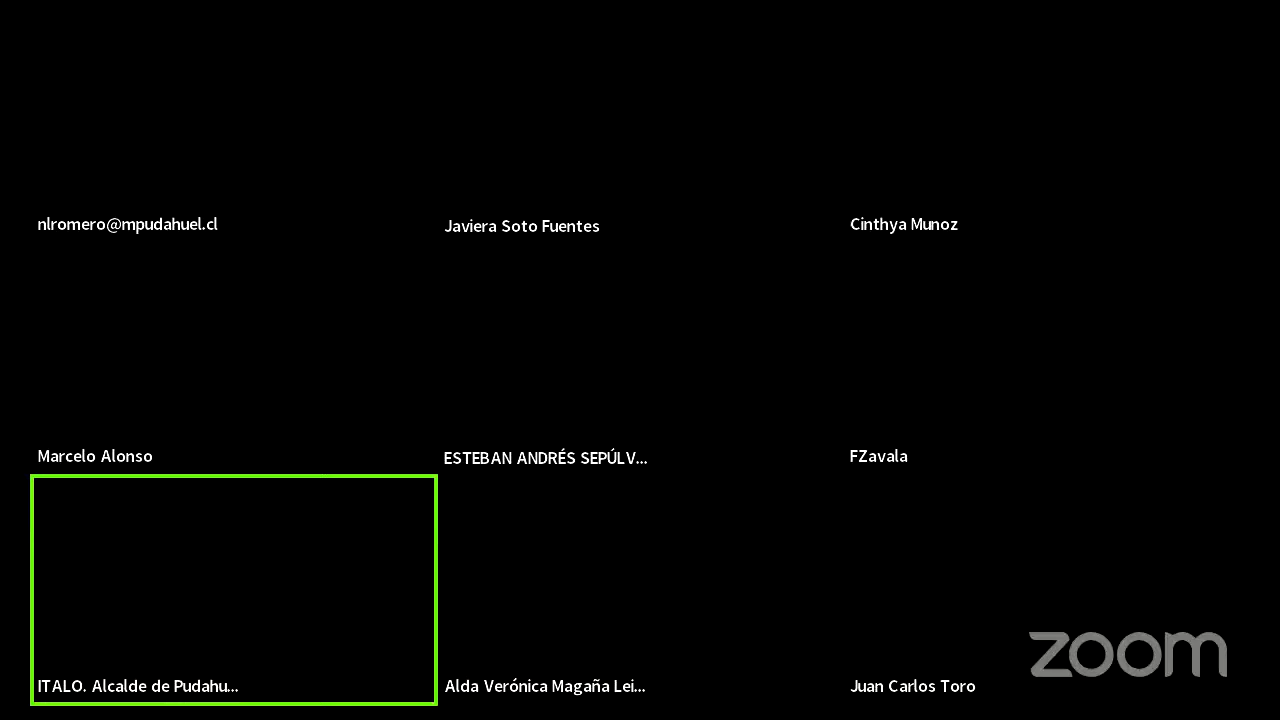 nlromero@mpudahuel.cl
Javiera Soto Fuentes
Cinthya Munoz
Marcelo Alonso
ESTEBAN ANDRÉS SEPÚLV...
FZavala
ITALO. Alcalde de Pudahu...
Alda Verónica Magaña Lei...
Juan Carlos Toro
zoom